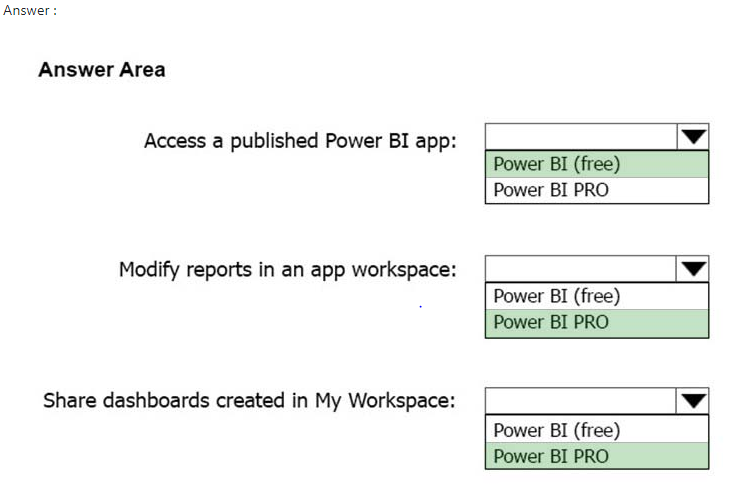 Answer :
Answer Area
Access a published Power BI app:
Power BI (free)
Power BI PRO
Modify reports in an app workspace:
Power BI (free)
Power BI PRO
Share dashboards created in My Workspace:
Power BI (free)
Power BI PRO